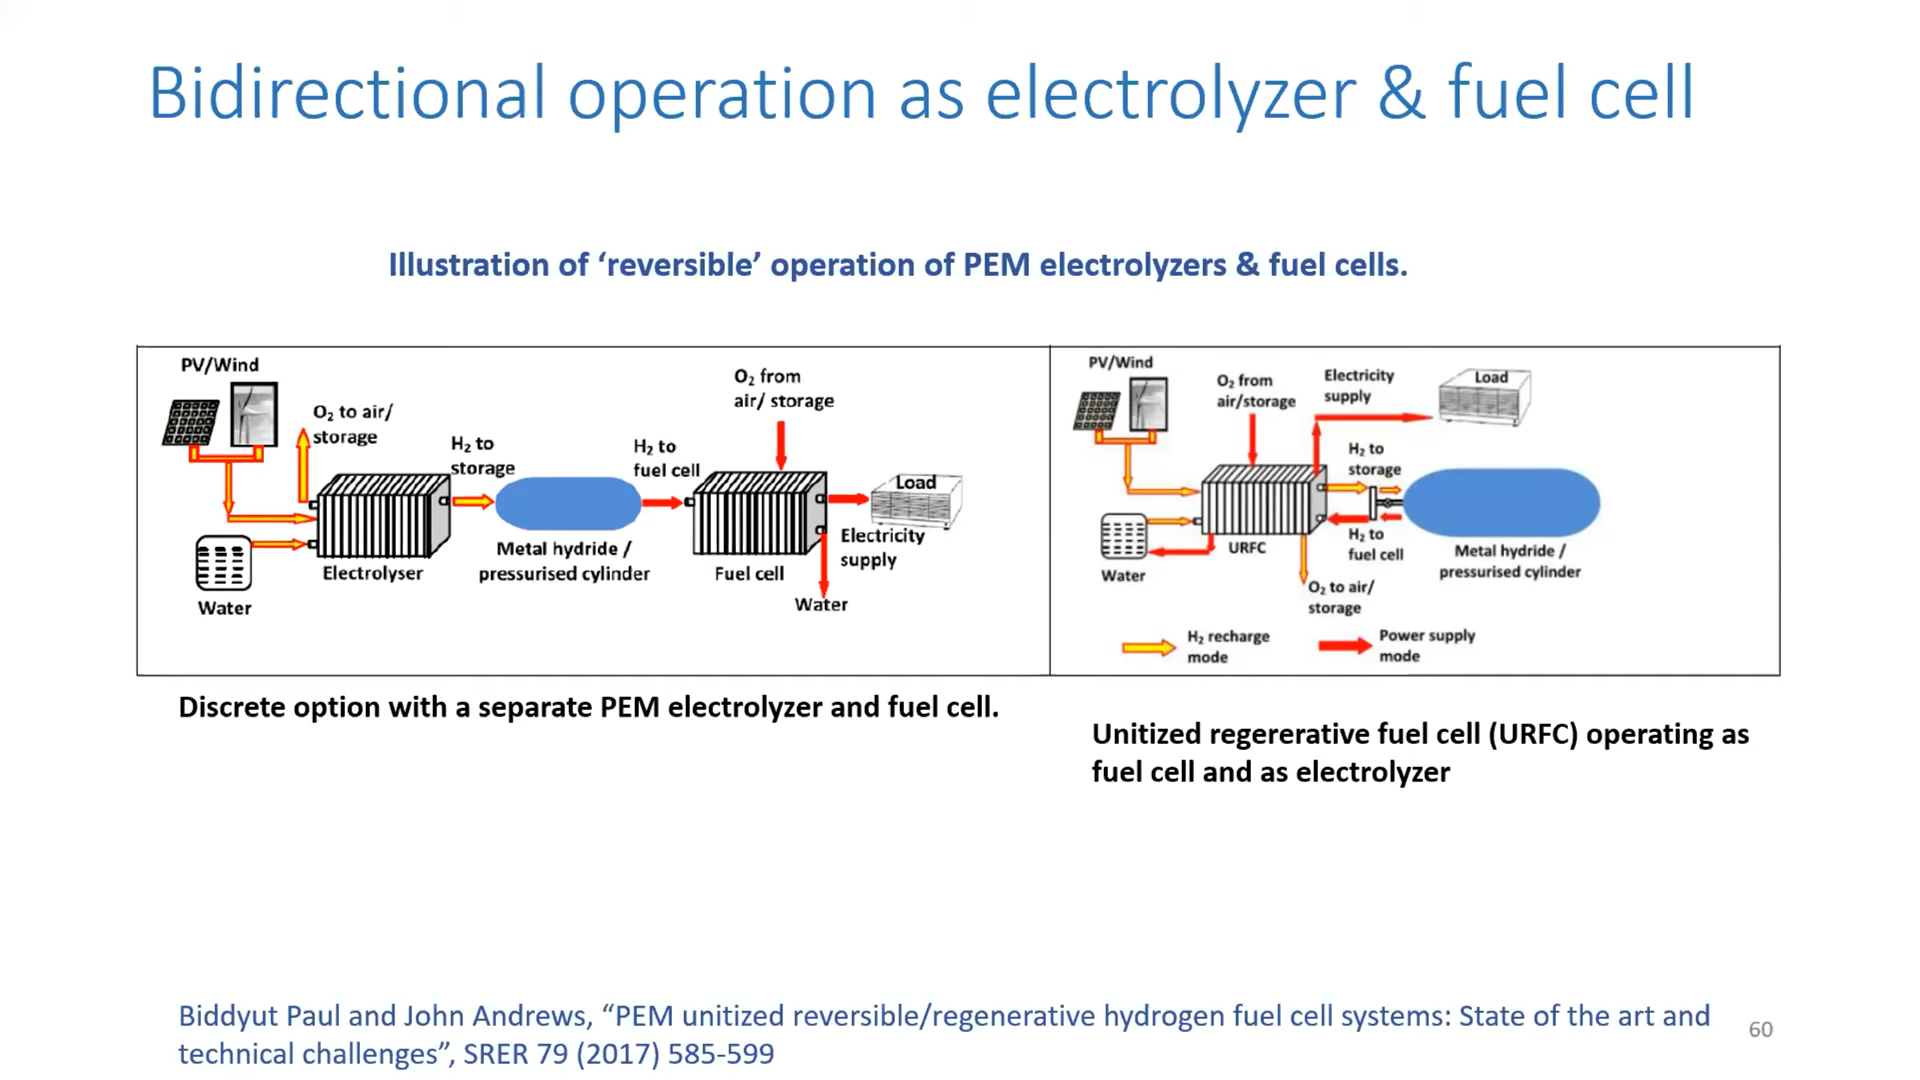 Bidirectional operation as electrolyzer & fuel cell
Illustration of ‘reversible’ operation of PEM electrolyzers & fuel cells.
PV/Wind
O₂ to air/
storage
H₂ to
storage
H₂ to
fuel cell
O₂ from
air/ storage
Load
Electricity
supply
Electrolyser
Metal hydride /
pressurised cylinder
Fuel cell
Water
Water
PV/Wind
O₂ from
air/storage
Electricity
supply
Load
H₂ to
storage
H₂ to
fuel cell
URFC
Water
Metal hydride /
pressurised cylinder
O₂ to air/
storage
H₂ recharge
mode
Power supply
mode
Discrete option with a separate PEM electrolyzer and fuel cell.
Unitized regererative fuel cell (URFC) operating as
fuel cell and as electrolyzer
Biddyut Paul and John Andrews, “PEM unitized reversible/regenerative hydrogen fuel cell systems: State of the art and
technical challenges”, SRER 79 (2017) 585-599
60